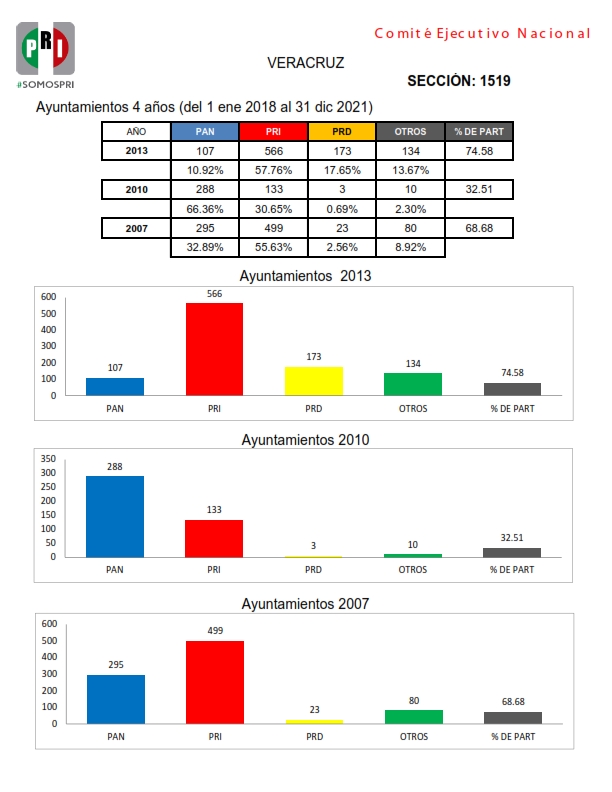 Comité Ejecutivo Nacional
PRI
#SOMOSPRI
VERACRUZ
SECCIÒN: 1519
Ayuntamientos 4 años (del 1 ene 2018 al 31 dic 2021)
AÑO PAN PRI PRD OTROS % DE PART
2013 107 566 173 134 74.58
10.92% 57.76% 17.65% 13.67%
2010 288 133 3 10 32.51
66.36% 30.65% 0.69% 2.30%
2007 295 499 23 80 68.68
32.89% 55.63% 2.56% 8.92%
Ayuntamientos 2013
600
500
400
300
200
100
0
107 566 173 134 74.58
PAN PRI PRD OTROS % DE PART
Ayuntamientos 2010
350
300
250
200
150
100
50
0
288 133 3 10 32.51
PAN PRI PRD OTROS % DE PART
Ayuntamientos 2007
600
500
400
300
200
100
0
295 499 23 80 68.68
PAN PRI PRD OTROS % DE PART